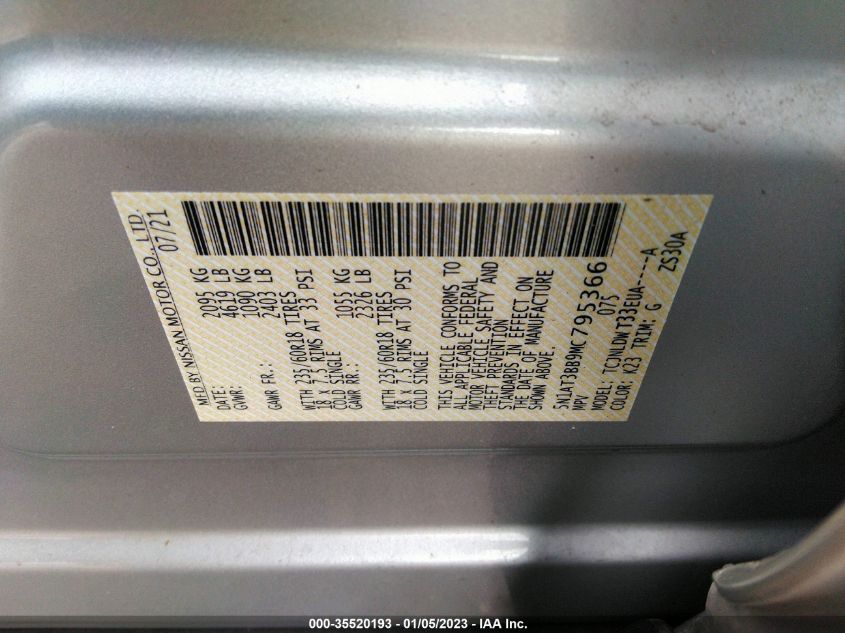 MFD BY NISSAN MOTOR CO., LTD.
DATE: 07/21
GVWR: 2095 KG
4619 LB
GAWR FR.: 1090 KG
2403 LB
WITH 235/60R18 TIRES
18 X 7.5 RIMS AT 33 PSI
COLD SINGLE
GAWR RR.: 1055 KG
2326 LB
WITH 235/60R18 TIRES
18 X 7.5 RIMS AT 30 PSI
COLD SINGLE
THIS VEHICLE CONFORMS TO
ALL APPLICABLE FEDERAL
MOTOR VEHICLE SAFETY AND
THEFT PREVENTION
STANDARDS IN EFFECT ON
THE DATE OF MANUFACTURE
SHOWN ABOVE.
5N1AT3BB9MC795366
MPV 075
MODEL: TCJNLDWT33EUA-----A
COLOR: K23 TRIM: G ZS30A
000-35520193 - 01/05/2023 - IAA Inc.